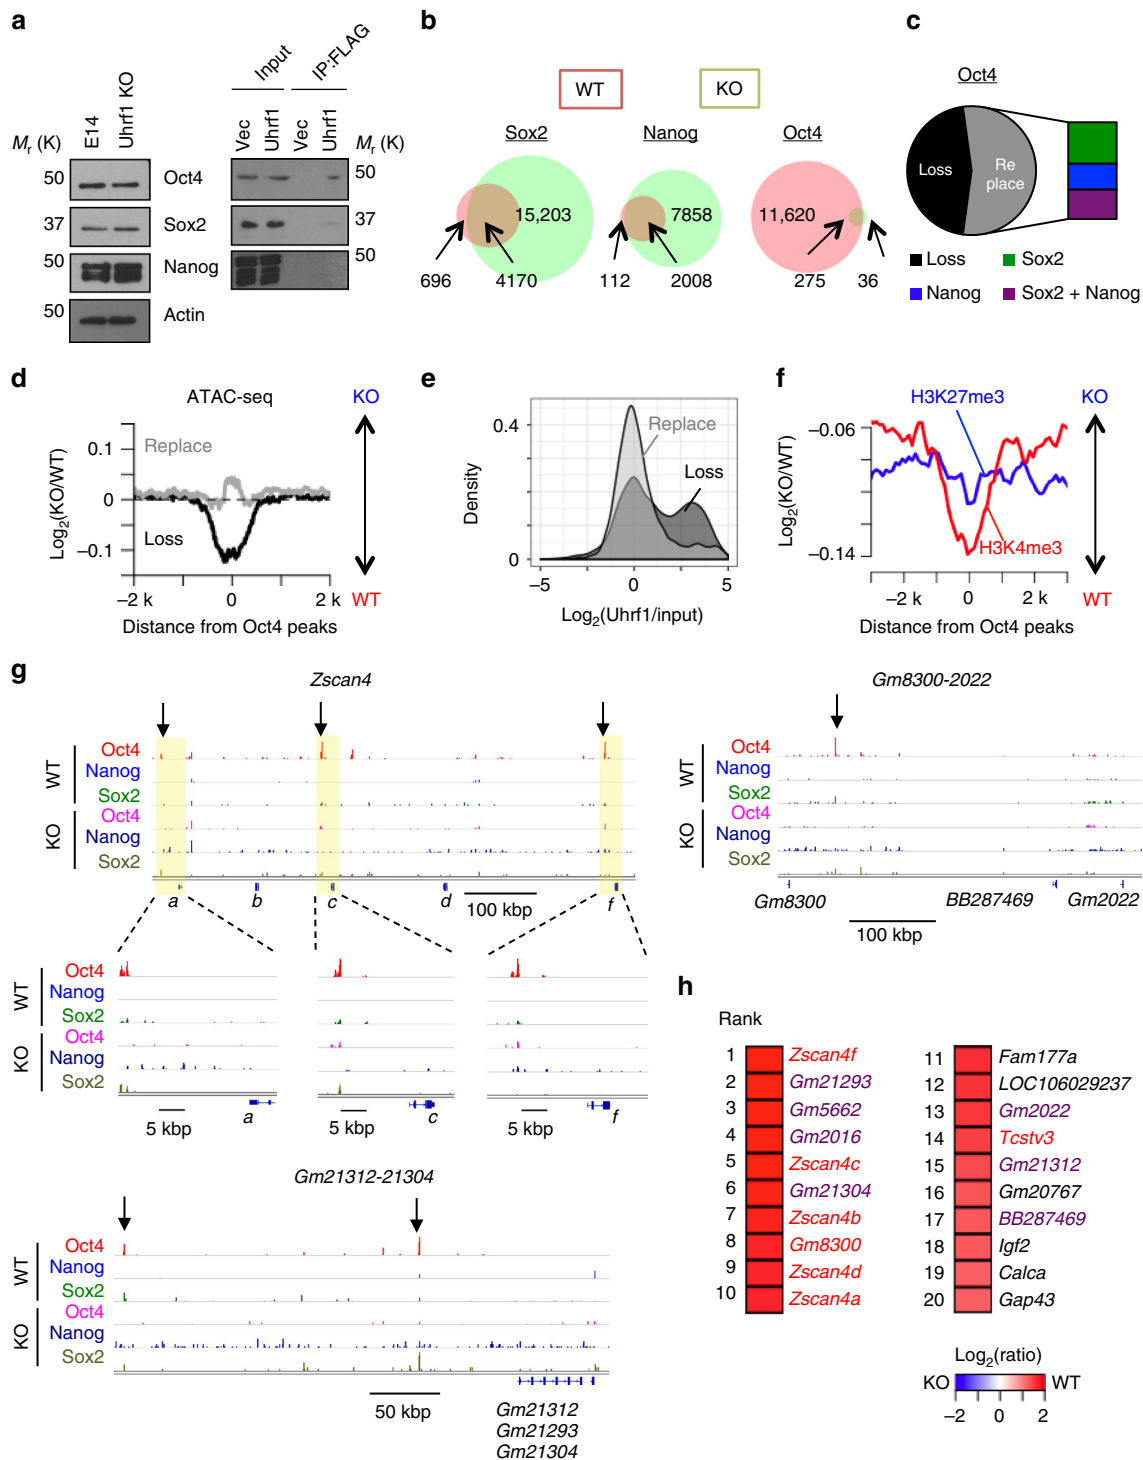 a
Input
IP:FLAG
E14
Uhrf1 KO
Vec
Uhrf1
Vec
Uhrf1
Mr (K)
Mr (K)
50
Oct4
50
37
Sox2
37
50
Nanog
50
50
Actin
b
WT
KO
Sox2
Nanog
Oct4
15,203
7858
11,620
696
4170
112
2008
275
36
c
Oct4
Loss
Re
place
Loss
Sox2
Nanog
Sox2 + Nanog
d
ATAC-seq
KO
Log2(KO/WT)
0.1
0
−0.1
Replace
Loss
−2 k
0
2 k
WT
Distance from Oct4 peaks
e
Density
0.4
0
Replace
Loss
−5
0
5
Log2(Uhrf1/input)
f
H3K27me3
KO
Log2(KO/WT)
−0.06
−0.14
H3K4me3
−2 k
0
2 k
WT
Distance from Oct4 peaks
g
Zscan4
WT
Oct4
Nanog
Sox2
KO
Oct4
Nanog
Sox2
a
b
c
d
f
100 kbp
WT
Oct4
Nanog
Sox2
KO
Oct4
Nanog
Sox2
5 kbp
a
5 kbp
c
5 kbp
f
Gm8300-2022
WT
Oct4
Nanog
Sox2
KO
Oct4
Nanog
Sox2
Gm8300
BB287469
Gm2022
100 kbp
Gm21312-21304
WT
Oct4
Nanog
Sox2
KO
Oct4
Nanog
Sox2
50 kbp
Gm21312
Gm21293
Gm21304
h
Rank
1 Zscan4f
2 Gm21293
3 Gm5662
4 Gm2016
5 Zscan4c
6 Gm21304
7 Zscan4b
8 Gm8300
9 Zscan4d
10 Zscan4a
11 Fam177a
12 LOC106029237
13 Gm2022
14 Tcstv3
15 Gm21312
16 Gm20767
17 BB287469
18 Igf2
19 Calca
20 Gap43
Log2(ratio)
KO
WT
−2
0
2